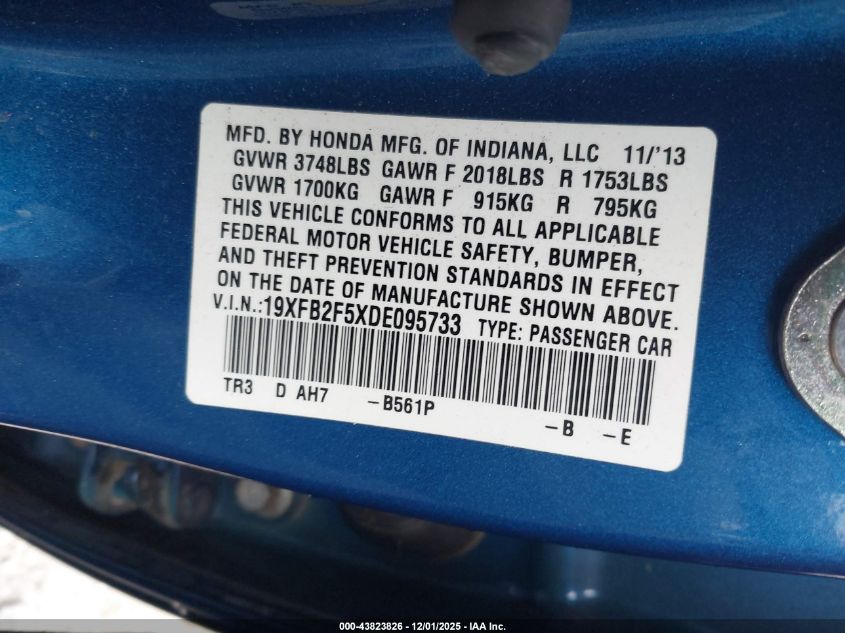 MFD. BY HONDA MFG. OF INDIANA, LLC 11/'13
GVWR 3748LBS GAWR F 2018LBS R 1753LBS
GVWR 1700KG GAWR F 915KG R 795KG
THIS VEHICLE CONFORMS TO ALL APPLICABLE
FEDERAL MOTOR VEHICLE SAFETY, BUMPER,
AND THEFT PREVENTION STANDARDS IN EFFECT
ON THE DATE OF MANUFACTURE SHOWN ABOVE.
V.I.N.:19XFB2F5XDE095733 TYPE: PASSENGER CAR
TR3 D AH7 -B561P -B -E
000-43823826 - 12/01/2025 - IAA Inc.